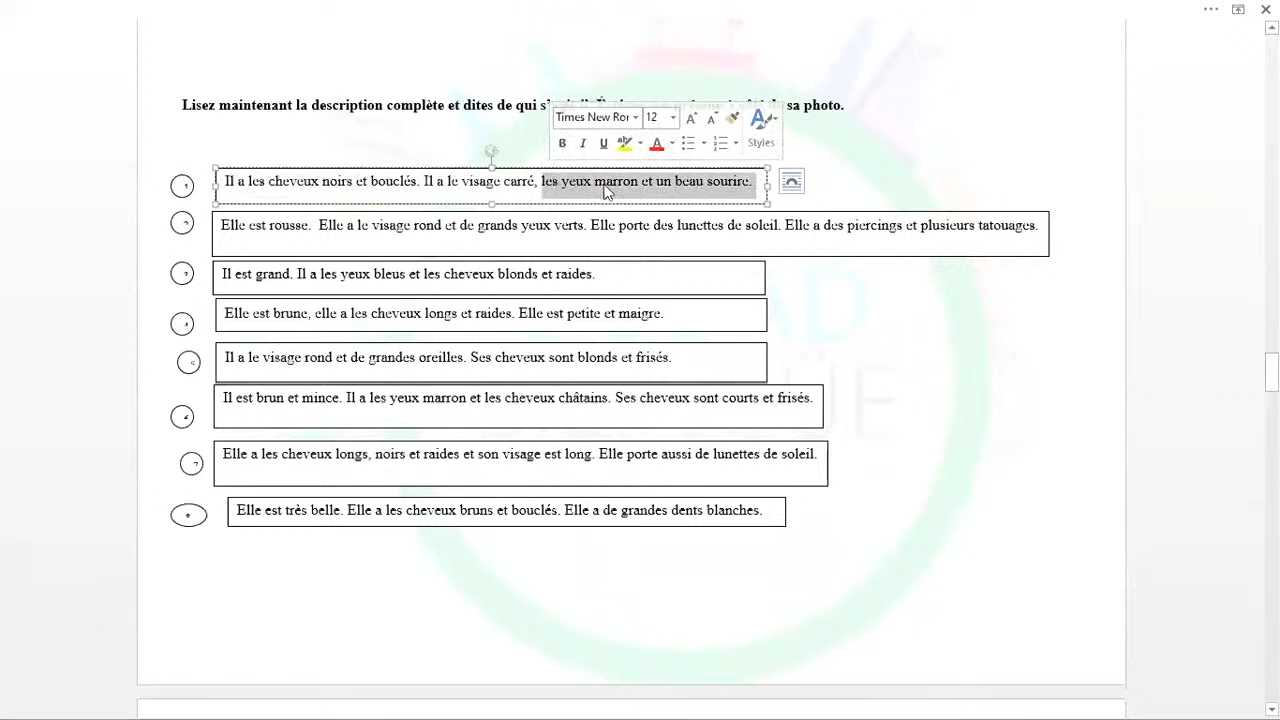 Lisez maintenant la description complète et dites de qui s' sa photo.
Times New Ror 12
B I U A Styles
1 Il a les cheveux noirs et bouclés. Il a le visage carré, les yeux marron et un beau sourire.
Elle est rousse. Elle a le visage rond et de grands yeux verts. Elle porte des lunettes de soleil. Elle a des piercings et plusieurs tatouages.
Il est grand. Il a les yeux bleus et les cheveux blonds et raides.
Elle est brune, elle a les cheveux longs et raides. Elle est petite et maigre.
Il a le visage rond et de grandes oreilles. Ses cheveux sont blonds et frisés.
Il est brun et mince. Il a les yeux marron et les cheveux châtains. Ses cheveux sont courts et frisés.
Elle a les cheveux longs, noirs et raides et son visage est long. Elle porte aussi de lunettes de soleil.
Elle est très belle. Elle a les cheveux bruns et bouclés. Elle a de grandes dents blanches.